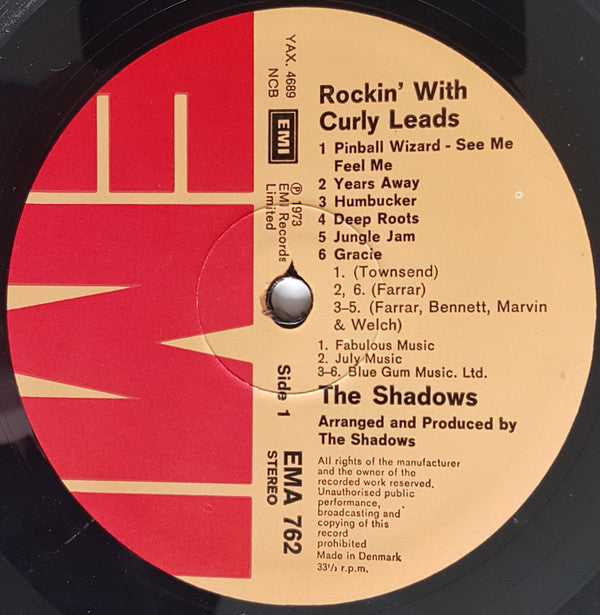 YAX. 4689
NCB
EMI
℗ 1973
EMI Records
Limited
Side 1
EMA 762
STEREO
Rockin' With
Curly Leads
1 Pinball Wizard - See Me
Feel Me
2 Years Away
3 Humbucker
4 Deep Roots
5 Jungle Jam
6 Gracie
1. (Townsend)
2, 6. (Farrar)
3-5. (Farrar, Bennett, Marvin
& Welch)
1. Fabulous Music
2. July Music
3-6. Blue Gum Music. Ltd.
The Shadows
Arranged and Produced by
The Shadows
All rights of the manufacturer
and the owner of the
recorded work reserved.
Unauthorised public
performance,
broadcasting and
copying of this
record
prohibited
Made in Denmark
33⅓ r.p.m.